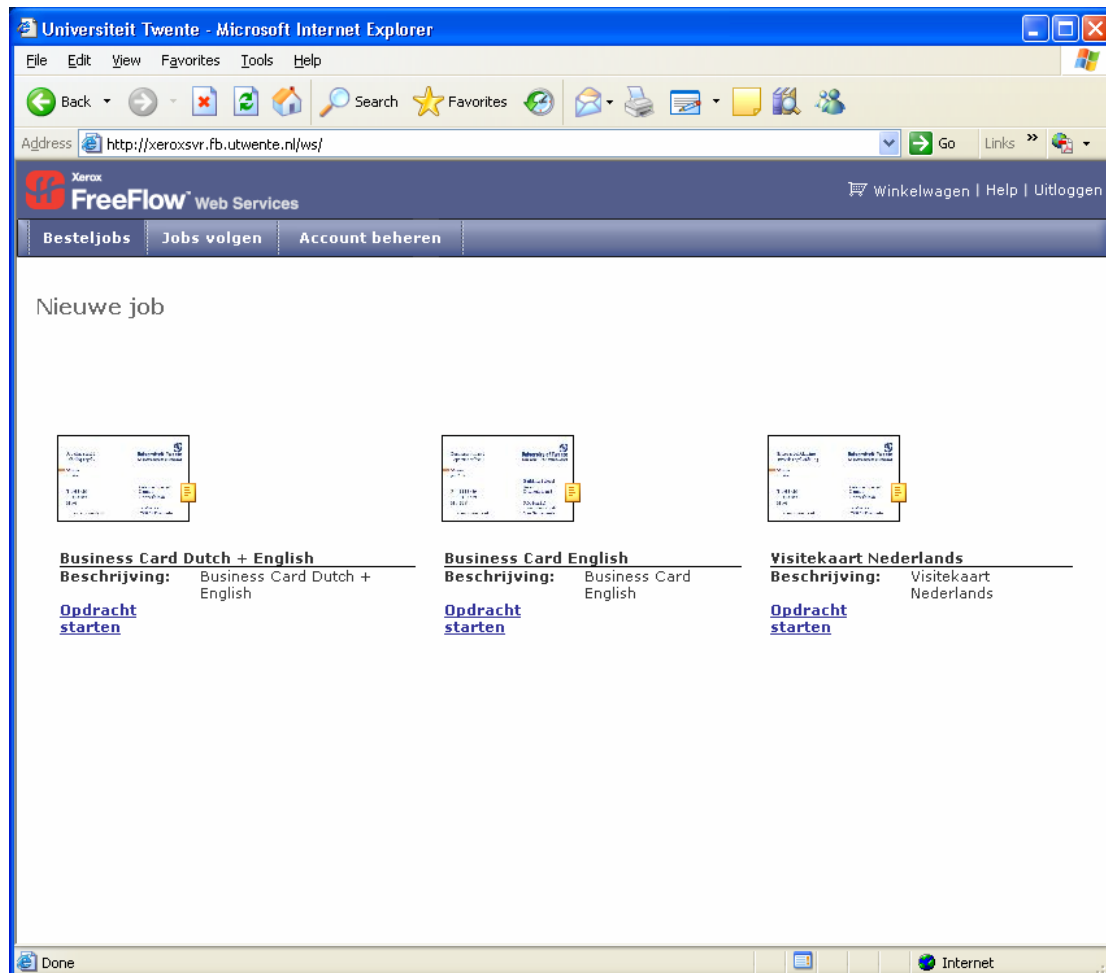 Universiteit Twente - Microsoft Internet Explorer
File Edit View Favorites Tools Help
Back Search Favorites
Address http://xeroxsvr.fb.utwente.nl/ws/ Go Links »
Xerox
FreeFlow™ Web Services
Winkelwagen | Help | Uitloggen
Besteljobs Jobs volgen Account beheren
Nieuwe job
Business Card Dutch + English Business Card English Visitekaart Nederlands
Beschrijving: Business Card Dutch + Beschrijving: Business Card Beschrijving: Visitekaart
English English Nederlands
Opdracht Opdracht Opdracht
starten starten starten
Done Internet